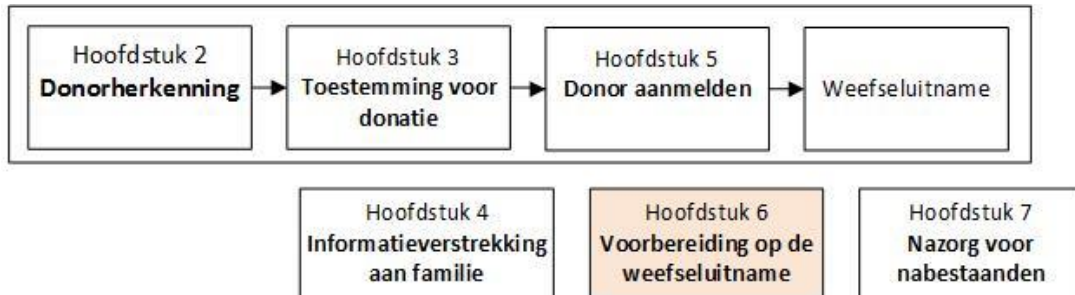 Hoofdstuk 2
Donorherkenning
Hoofdstuk 3
Toestemming voor
donatie
Hoofdstuk 5
Donor aanmelden
Weefseluitname
Hoofdstuk 4
Informatieverstrekking
aan familie
Hoofdstuk 6
Voorbereiding op de
weefseluitname
Hoofdstuk 7
Nazorg voor
nabestaanden